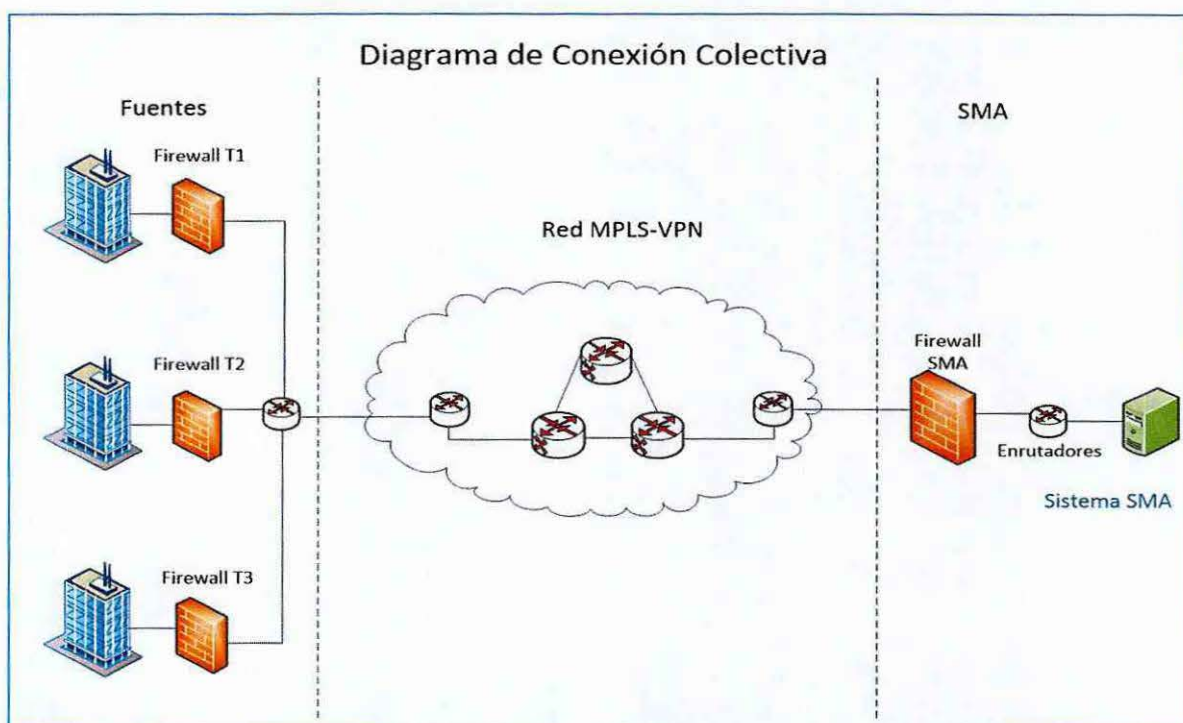 Diagrama de Conexión Colectiva
Fuentes
SMA
Firewall T1
Red MPLS-VPN
Firewall T2
Firewall
SMA
Enrutadores
Sistema SMA
Firewall T3